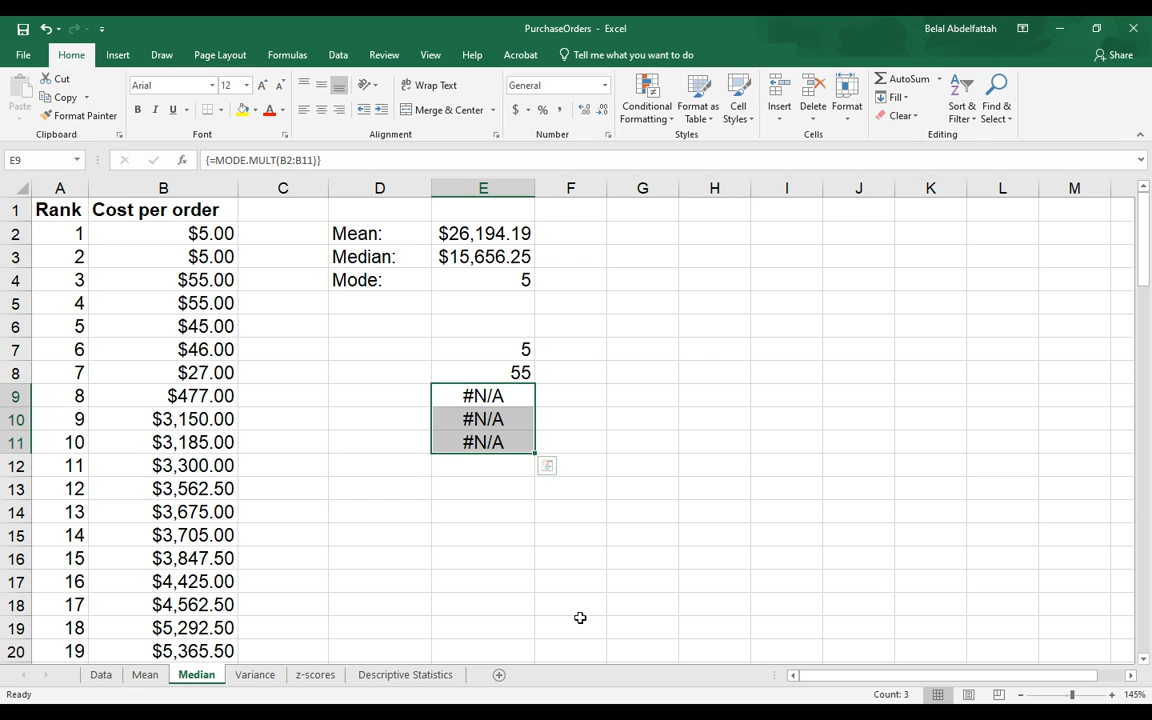 PurchaseOrders - Excel
Belal Abdelfattah
File Home Insert Draw Page Layout Formulas Data Review View Help Acrobat Tell me what you want to do Share
Paste Cut Copy Format Painter Clipboard
Arial 12 B I U A Font
Wrap Text Merge & Center Alignment
General $ % , Number
Conditional Formatting Format as Table Cell Styles Styles
Insert Delete Format Cells
AutoSum Fill Clear Sort & Filter Find & Select Editing
E9 fx {=MODE.MULT(B2:B11)}
A B C D E F G H I J K L M
1 Rank Cost per order
2 1 $5.00 Mean: $26,194.19
3 2 $5.00 Median: $15,656.25
4 3 $55.00 Mode: 5
5 4 $55.00
6 5 $45.00
7 6 $46.00 5
8 7 $27.00 55
9 8 $477.00 #N/A
10 9 $3,150.00 #N/A
11 10 $3,185.00 #N/A
12 11 $3,300.00
13 12 $3,562.50
14 13 $3,675.00
15 14 $3,705.00
16 15 $3,847.50
17 16 $4,425.00
18 17 $4,562.50
19 18 $5,292.50
20 19 $5,365.50
Data Mean Median Variance z-scores Descriptive Statistics
Ready Count: 3 145%